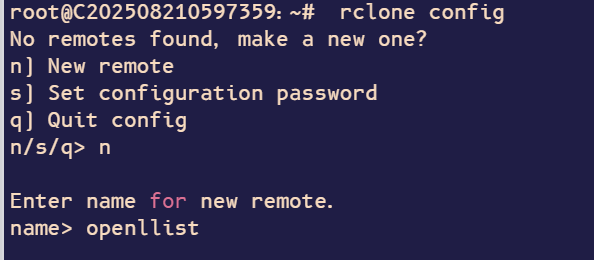 root@C202508210597359:~#  rclone config
No remotes found, make a new one?
n) New remote
s) Set configuration password
q) Quit config
n/s/q> n
Enter name for new remote.
name> openllist